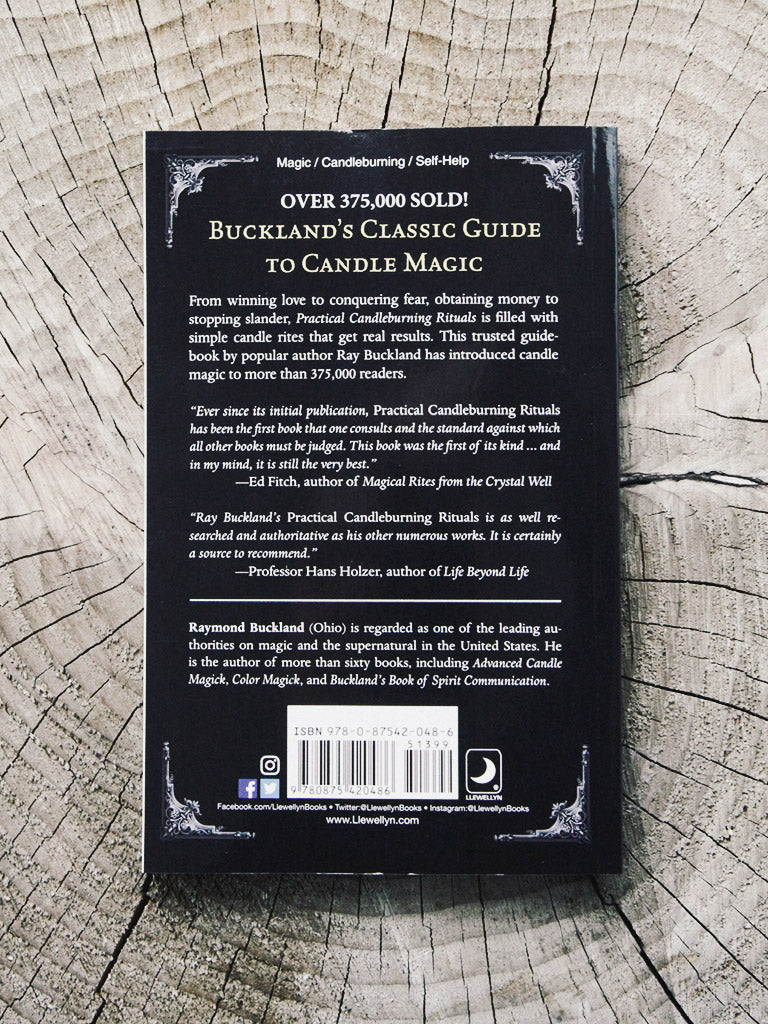 Magic / Candleburning / Self-Help
OVER 375,000 SOLD!
BUCKLAND'S CLASSIC GUIDE
TO CANDLE MAGIC
From winning love to conquering fear, obtaining money to
stopping slander, Practical Candleburning Rituals is filled with
simple candle rites that get real results. This trusted guide-
book by popular author Ray Buckland has introduced candle
magic to more than 375,000 readers.
“Ever since its initial publication, Practical Candleburning Rituals
has been the first book that one consults and the standard against which
all other books must be judged. This book was the first of its kind ... and
in my mind, it is still the very best.”
—Ed Fitch, author of Magical Rites from the Crystal Well
“Ray Buckland's Practical Candleburning Rituals is as well re-
searched and authoritative as his other numerous works. It is certainly
a source to recommend.”
—Professor Hans Holzer, author of Life Beyond Life
Raymond Buckland (Ohio) is regarded as one of the leading au-
thorities on magic and the supernatural in the United States. He
is the author of more than sixty books, including Advanced Candle
Magick, Color Magick, and Buckland's Book of Spirit Communication.
ISBN 978-0-87542-048-6
51399
9 780875 420486
LLEWELLYN
Facebook.com/LlewellynBooks • Twitter:@LlewellynBooks • Instagram:@LlewellynBooks
www.Llewellyn.com